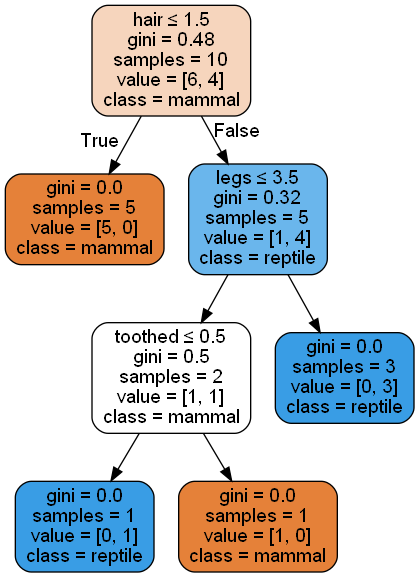 hair ≤ 1.5
gini = 0.48
samples = 10
value = [6, 4]
class = mammal
True
False
gini = 0.0
samples = 5
value = [5, 0]
class = mammal
legs ≤ 3.5
gini = 0.32
samples = 5
value = [1, 4]
class = reptile
toothed ≤ 0.5
gini = 0.5
samples = 2
value = [1, 1]
class = mammal
gini = 0.0
samples = 3
value = [0, 3]
class = reptile
gini = 0.0
samples = 1
value = [0, 1]
class = reptile
gini = 0.0
samples = 1
value = [1, 0]
class = mammal